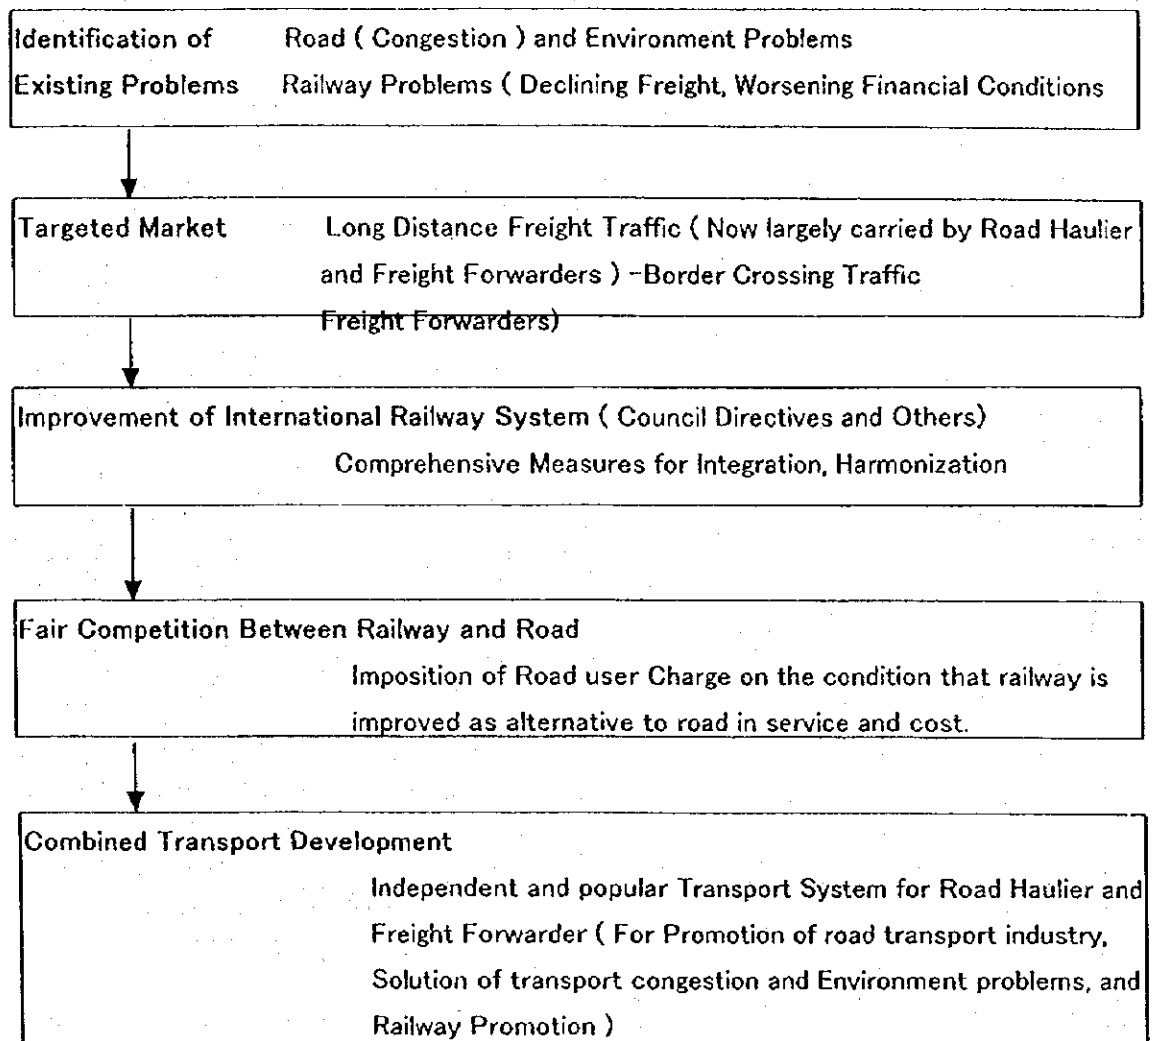 Identification of Road ( Congestion ) and Environment Problems
Existing Problems Railway Problems ( Declining Freight, Worsening Financial Conditions
Targeted Market Long Distance Freight Traffic ( Now largely carried by Road Haulier
and Freight Forwarders ) -Border Crossing Traffic
Freight Forwarders)
Improvement of International Railway System ( Council Directives and Others)
Comprehensive Measures for Integration, Harmonization
Fair Competition Between Railway and Road
Imposition of Road user Charge on the condition that railway is
improved as alternative to road in service and cost.
Combined Transport Development
Independent and popular Transport System for Road Haulier and
Freight Forwarder ( For Promotion of road transport industry,
Solution of transport congestion and Environment problems, and
Railway Promotion )